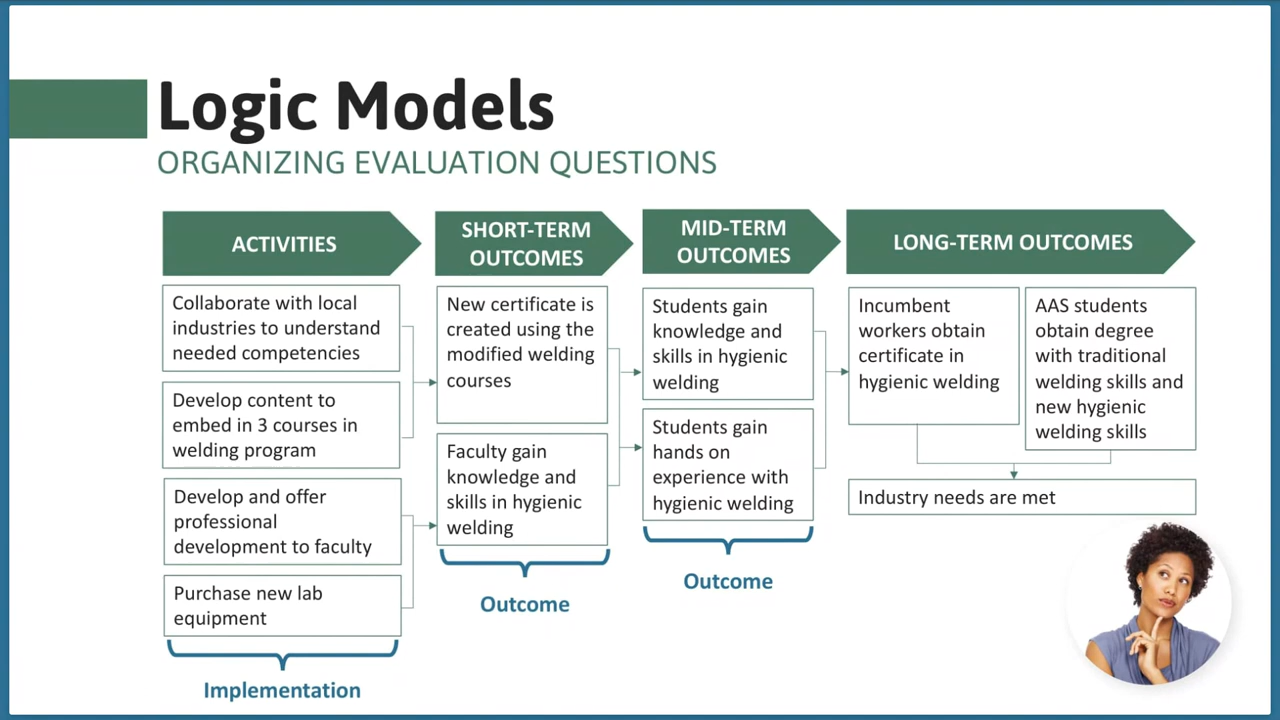 Logic Models
ORGANIZING EVALUATION QUESTIONS
ACTIVITIES
Collaborate with local
industries to understand
needed competencies
Develop content to
embed in 3 courses in
welding program
Develop and offer
professional
development to faculty
Purchase new lab
equipment
Implementation
SHORT-TERM
OUTCOMES
New certificate is
created using the
modified welding
courses
Faculty gain
knowledge and
skills in hygienic
welding
Outcome
MID-TERM
OUTCOMES
Students gain
knowledge and
skills in hygienic
welding
Students gain
hands on
experience with
hygienic welding
Outcome
LONG-TERM OUTCOMES
Incumbent
workers obtain
certificate in
hygienic welding
AAS students
obtain degree
with traditional
welding skills and
new hygienic
welding skills
Industry needs are met